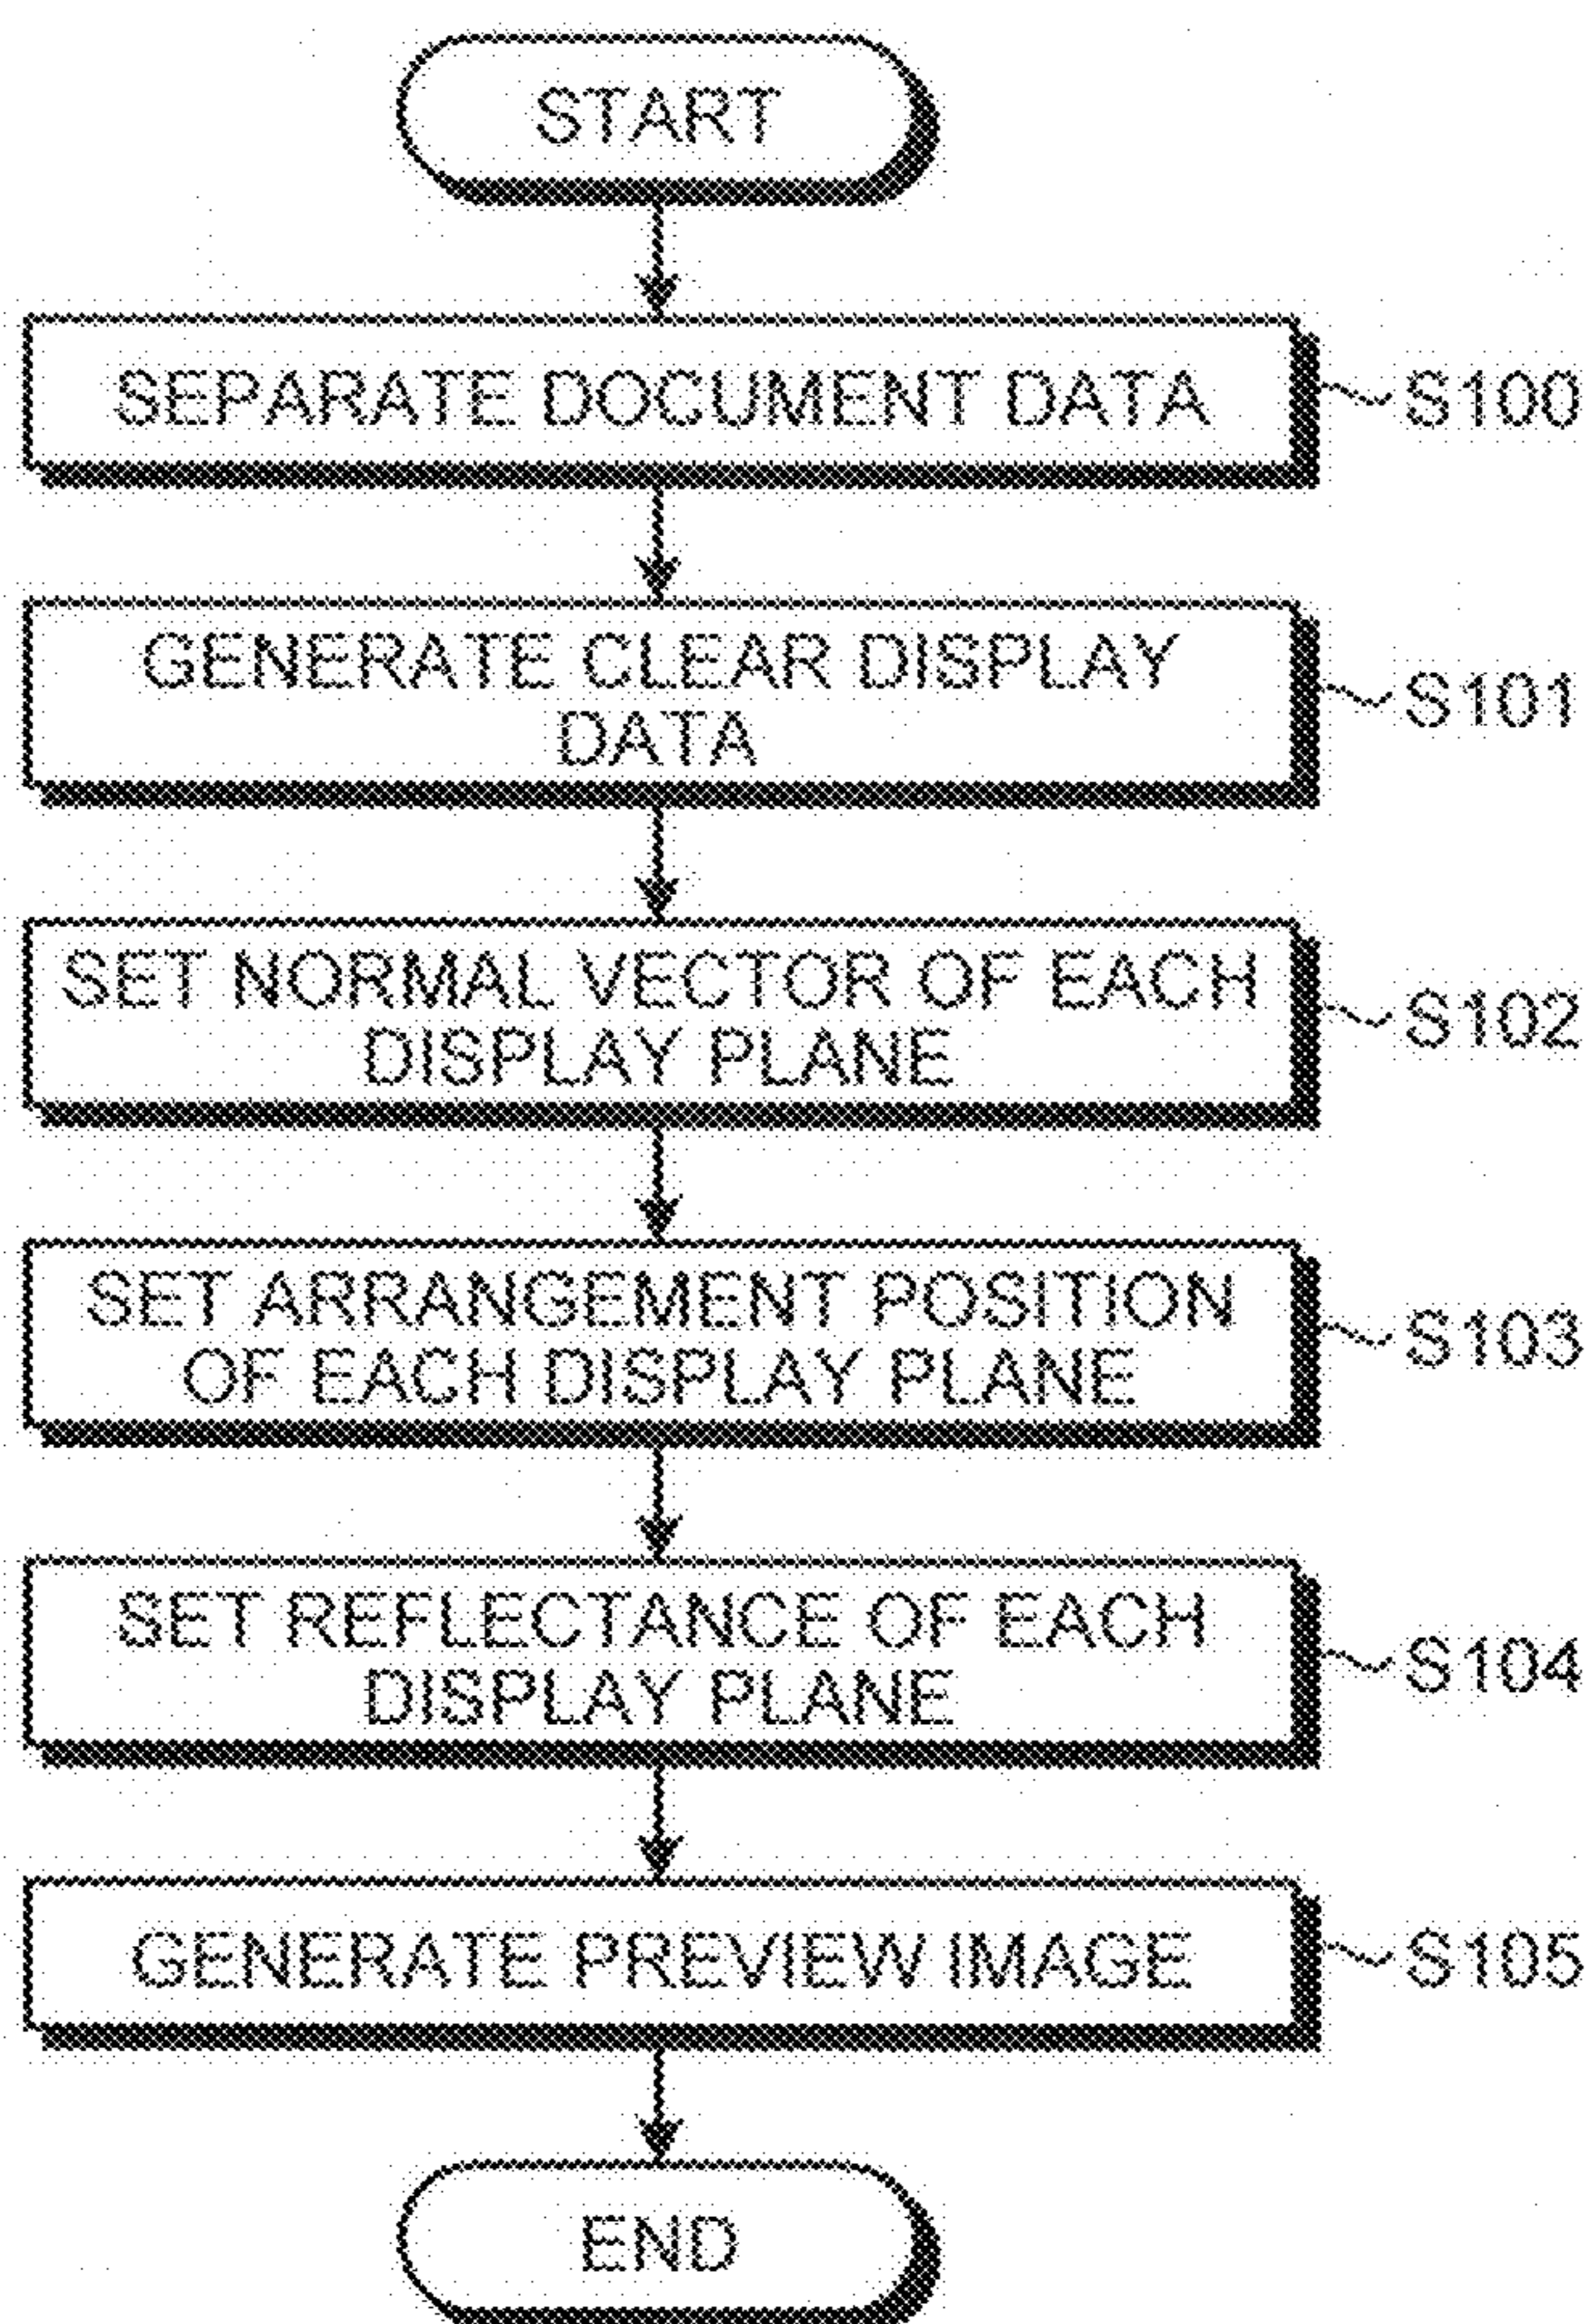 START
SEPARATE DOCUMENT DATA
S100
GENERATE CLEAR DISPLAY
DATA
S101
SET NORMAL VECTOR OF EACH
DISPLAY PLANE
S102
SET ARRANGEMENT POSITION
OF EACH DISPLAY PLANE
S103
SET REFLECTANCE OF EACH
DISPLAY PLANE
S104
GENERATE PREVIEW IMAGE
S105
END